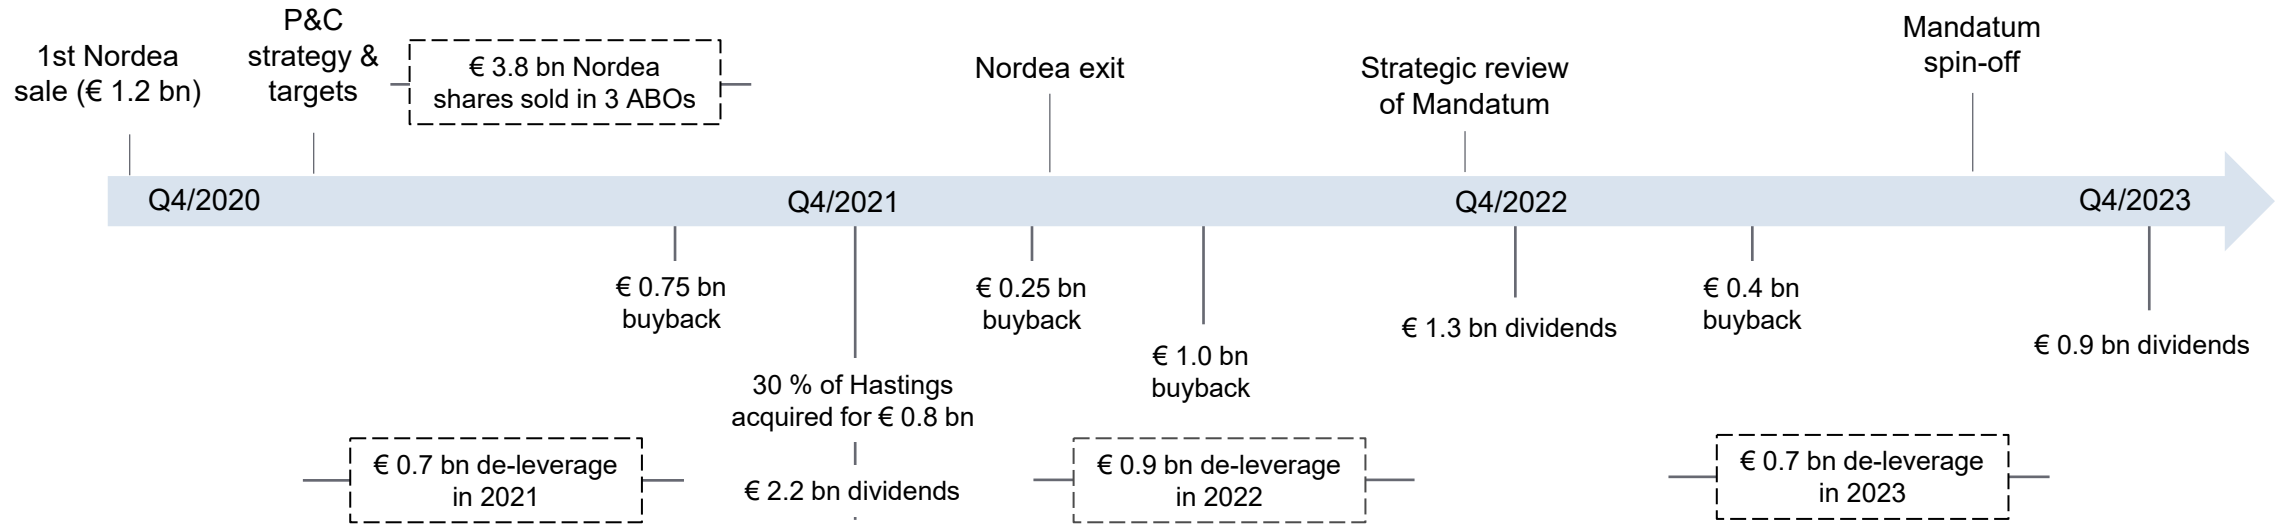 1st Nordea
sale (€ 1.2 bn)
P&C
strategy &
targets
€ 3.8 bn Nordea
shares sold in 3 ABOs
Nordea exit
Strategic review
of Mandatum
Mandatum
spin-off
Q4/2020
Q4/2021
Q4/2022
Q4/2023
€ 0.75 bn
buyback
30 % of Hastings
acquired for € 0.8 bn
€ 2.2 bn dividends
€ 0.25 bn
buyback
€ 1.0 bn
buyback
€ 1.3 bn dividends
€ 0.4 bn
buyback
€ 0.9 bn dividends
€ 0.7 bn de-leverage
in 2021
€ 0.9 bn de-leverage
in 2022
€ 0.7 bn de-leverage
in 2023